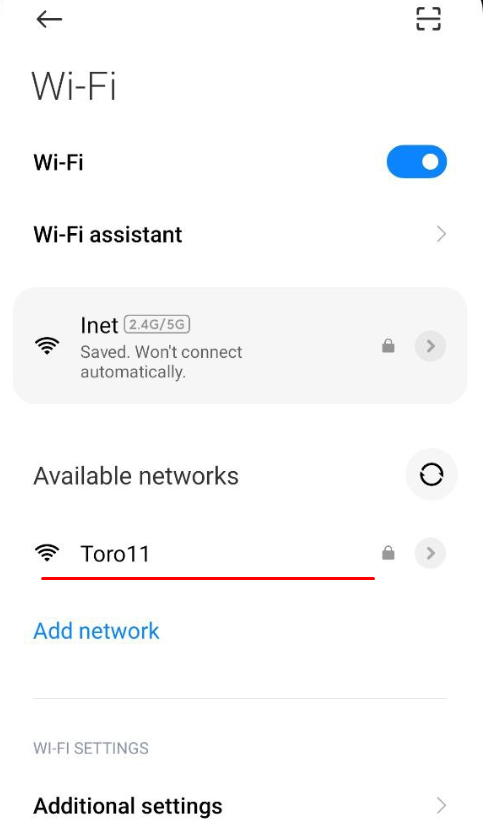 Wi-Fi
Wi-Fi
Wi-Fi assistant
Inet 2.4G/5G
Saved. Won't connect
automatically.
Available networks
Toro11
Add network
WI-FI SETTINGS
Additional settings